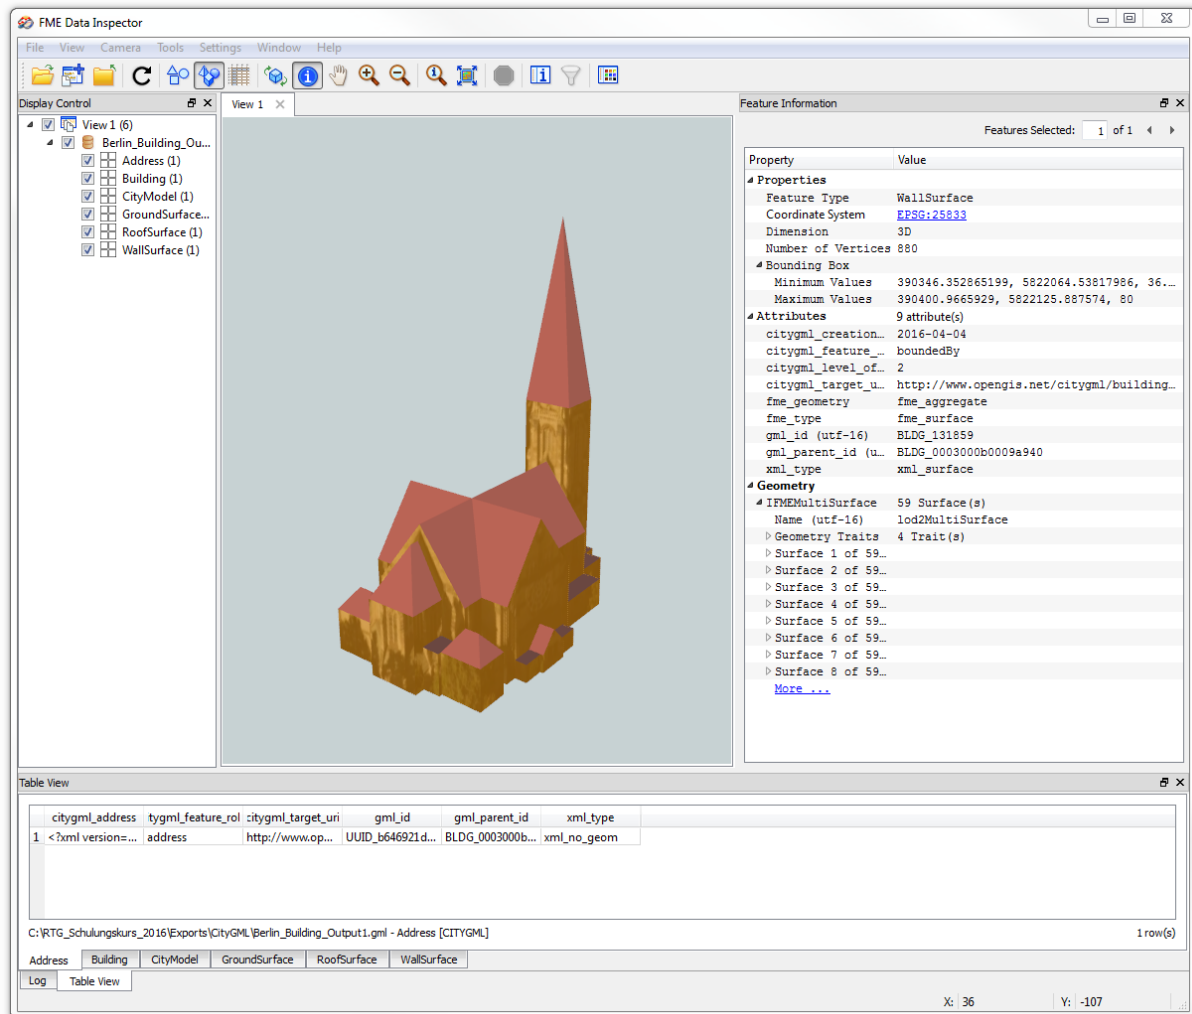 FME Data Inspector
File View Camera Tools Settings Window Help
Display Control
View 1 (6)
Berlin_Building_Ou...
Address (1)
Building (1)
CityModel (1)
GroundSurface...
RoofSurface (1)
WallSurface (1)
View 1
Feature Information
Features Selected: 1 of 1
Property Value
Properties
Feature Type WallSurface
Coordinate System EPSG:25833
Dimension 3D
Number of Vertices 880
Bounding Box
Minimum Values 390346.352865199, 5822064.53817986, 36....
Maximum Values 390400.9665929, 5822125.887574, 80
Attributes 9 attribute(s)
citygml_creation... 2016-04-04
citygml_feature_... boundedBy
citygml_level_of... 2
citygml_target_u... http://www.opengis.net/citygml/building...
fme_geometry fme_aggregate
fme_type fme_surface
gml_id (utf-16) BLDG_131859
gml_parent_id (u... BLDG_0003000b0009a940
xml_type xml_surface
Geometry
IFMEMultiSurface 59 Surface(s)
Name (utf-16) lod2MultiSurface
Geometry Traits 4 Trait(s)
Surface 1 of 59...
Surface 2 of 59...
Surface 3 of 59...
Surface 4 of 59...
Surface 5 of 59...
Surface 6 of 59...
Surface 7 of 59...
Surface 8 of 59...
More ...
Table View
citygml_address tygml_feature_rol citygml_target_uri gml_id gml_parent_id xml_type
1 <?xml version=... address http://www.op... UUID_b646921d... BLDG_0003000b... xml_no_geom
C:\RTG_Schulungskurs_2016\Exports\CityGML\Berlin_Building_Output1.gml - Address [CITYGML] 1 row(s)
Address Building CityModel GroundSurface RoofSurface WallSurface
Log Table View
X: 36 Y: -107